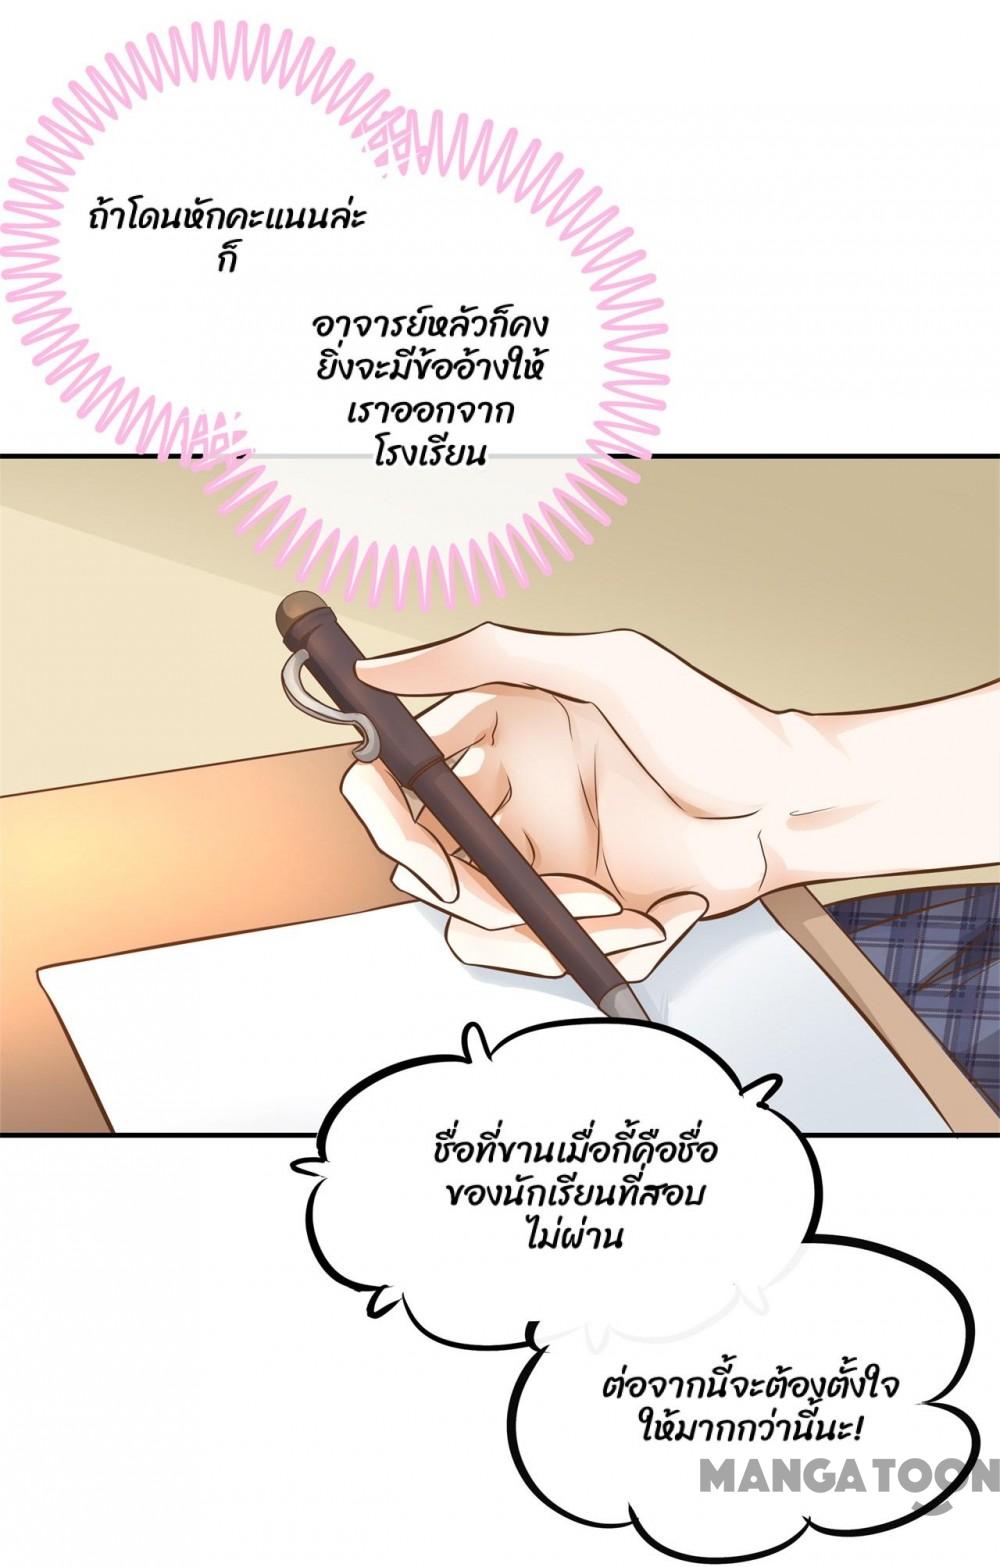 ถ้าโดนหักคะแนนล่ะ
ก็
อาจารย์หลัวก็คง
ยิ่งจะมีข้ออ้างให้
เราออกจาก
โรงเรียน
ชื่อที่ขานเมื่อกี้คือชื่อ
ของนักเรียนที่สอบ
ไม่ผ่าน
ต่อจากนี้จะต้องตั้งใจ
ให้มากกว่านี้นะ!
MANGATOON